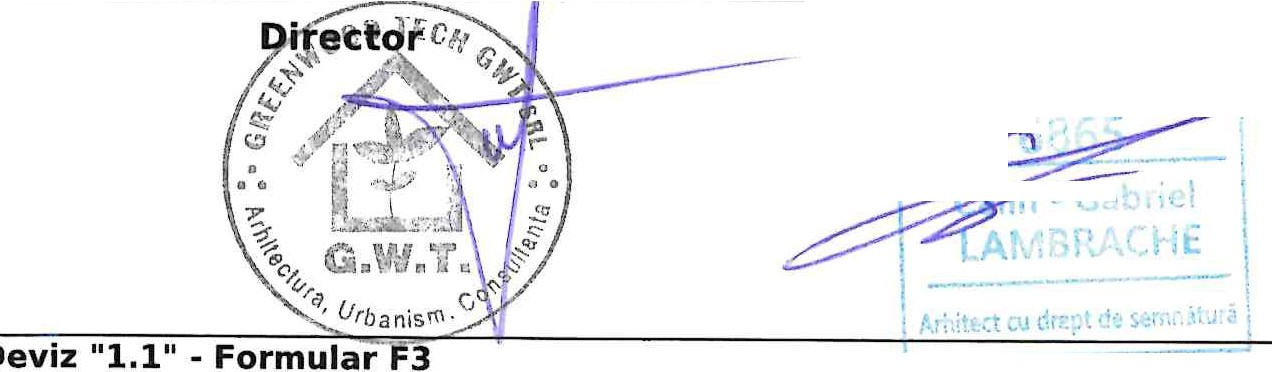 Director
GREENWOOD TECH GWT SRL
G.W.T.
Arhitectura, Urbanism. Consultanta
6865
Gabriel
LAMBRACHE
Arhitect cu drept de semnătură
Deviz "1.1" - Formular F3